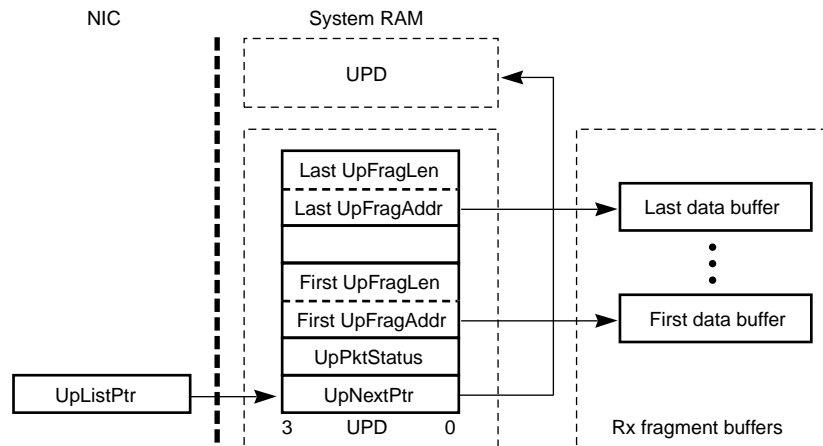 NIC
System RAM
UPD
Last UpFragLen
Last UpFragAddr
Last data buffer
First UpFragLen
First UpFragAddr
First data buffer
UpPktStatus
UpListPtr
UpNextPtr
3 UPD 0
Rx fragment buffers